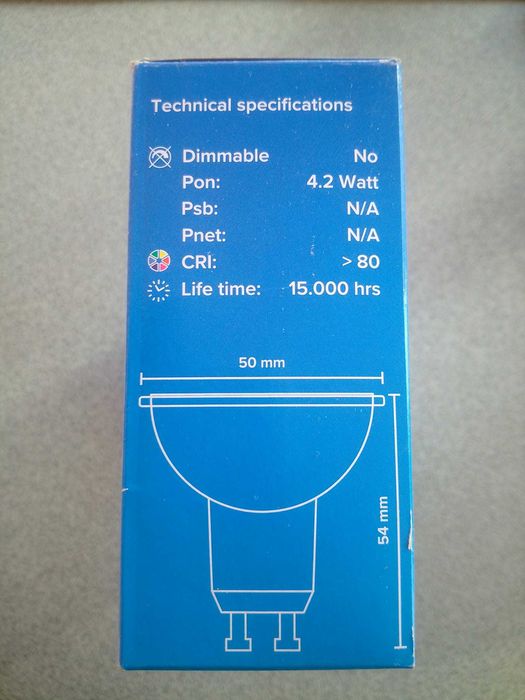 Technical specifications
Dimmable No
Pon: 4.2 Watt
Psb: N/A
Pnet: N/A
CRI: > 80
Life time: 15.000 hrs
50 mm
54 mm